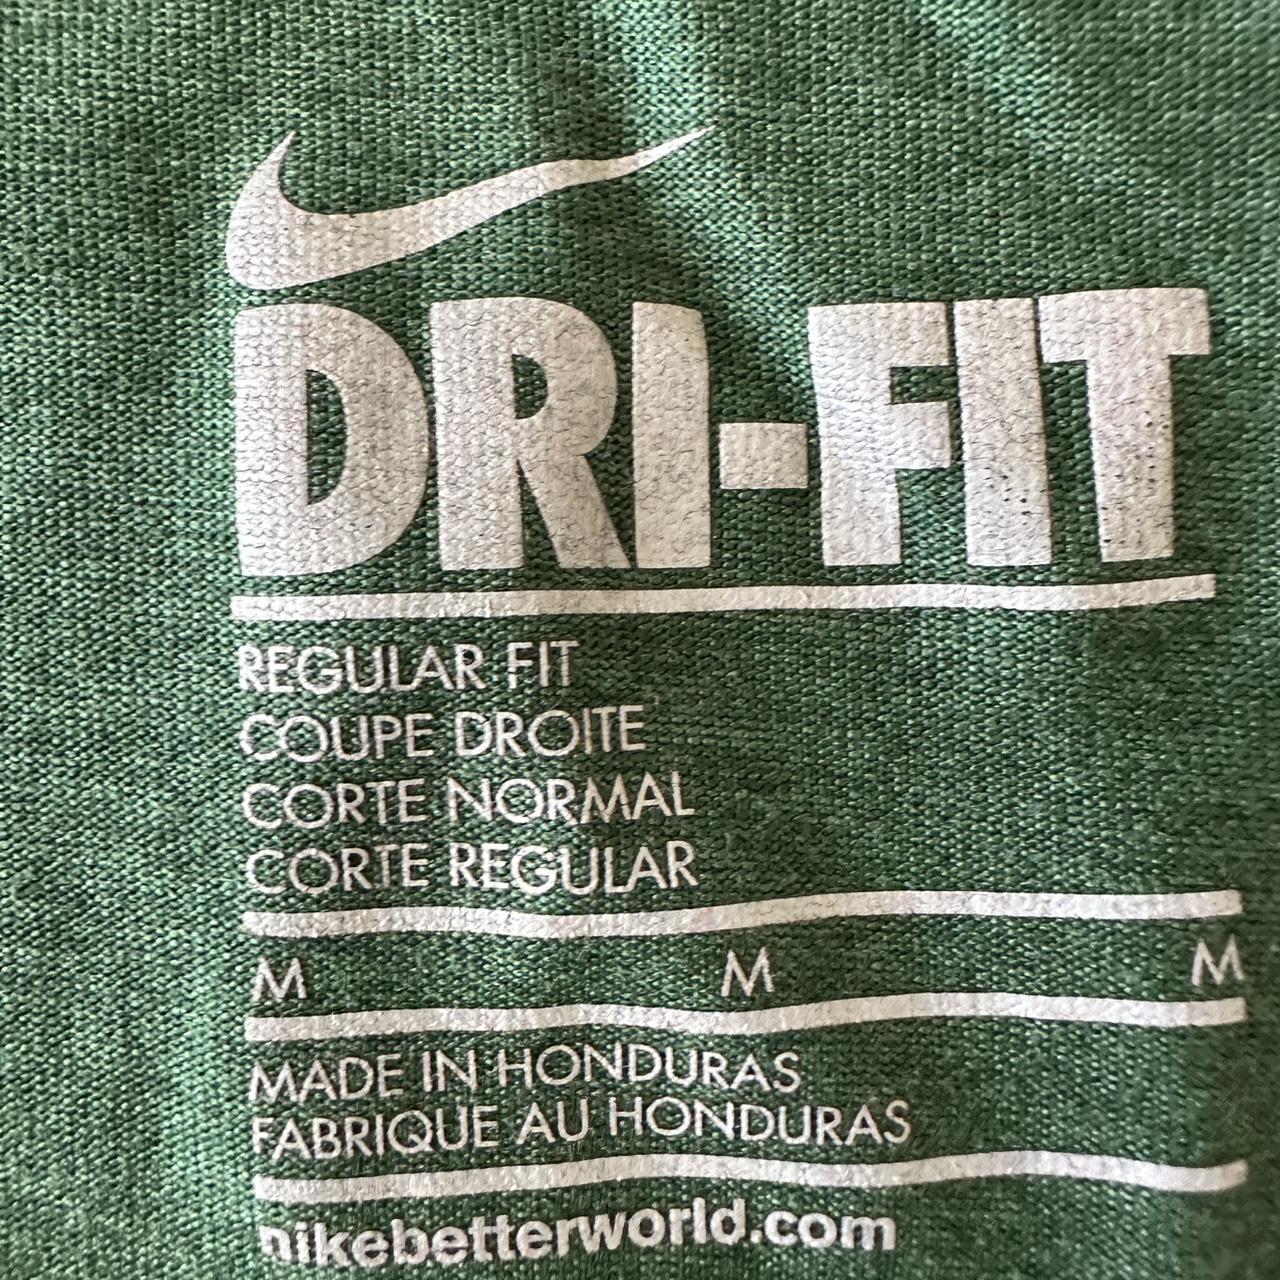 DRI-FIT
REGULAR FIT
COUPE DROITE
CORTE NORMAL
CORTE REGULAR
M M M
MADE IN HONDURAS
FABRIQUE AU HONDURAS
nikebetterworld.com